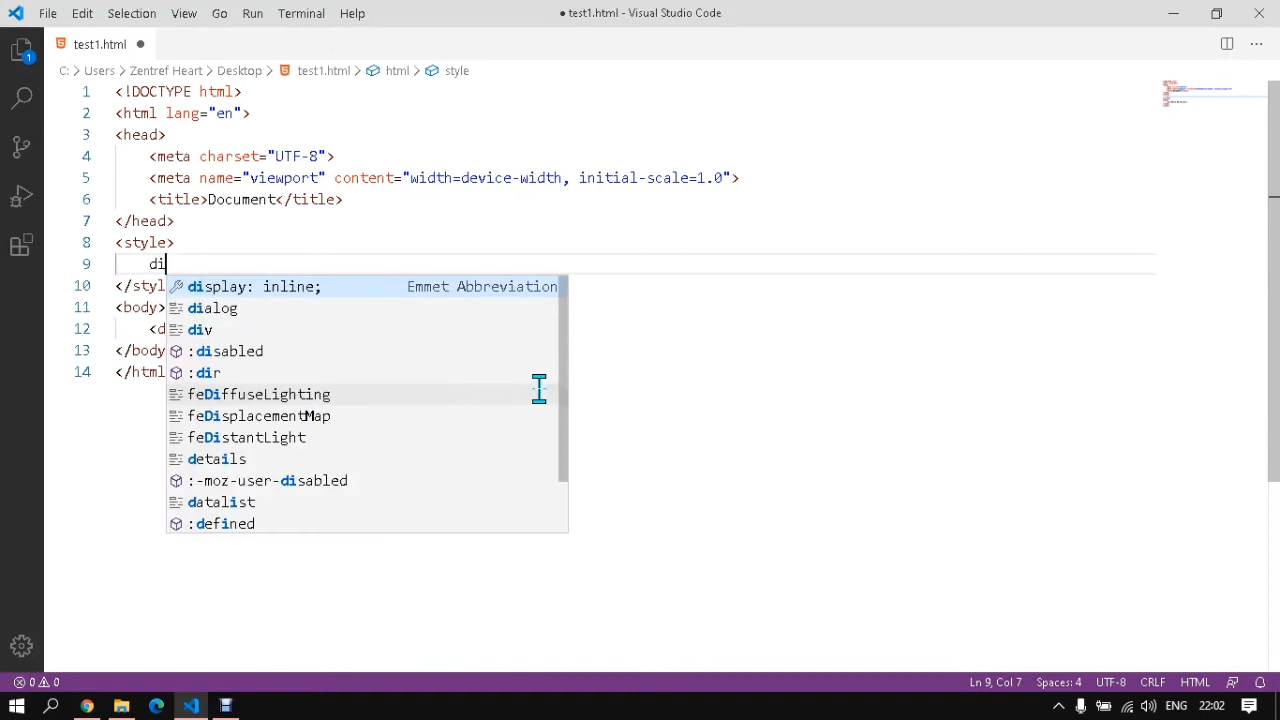 File Edit Selection View Go Run Terminal Help ● test1.html - Visual Studio Code
test1.html ●
C: > Users > Zentref Heart > Desktop > test1.html > html > style
1 <!DOCTYPE html>
2 <html lang="en">
3 <head>
4 <meta charset="UTF-8">
5 <meta name="viewport" content="width=device-width, initial-scale=1.0">
6 <title>Document</title>
7 </head>
8 <style>
9 di
10 </styl
display: inline; Emmet Abbreviation
11 <body>
dialog
12 <d
div
13 </body
:disabled
14 </html
:dir
feDiffuseLighting
feDisplacementMap
feDistantLight
details
:-moz-user-disabled
datalist
:defined
1
0 0 Ln 9, Col 7 Spaces: 4 UTF-8 CRLF HTML
ENG 22:02